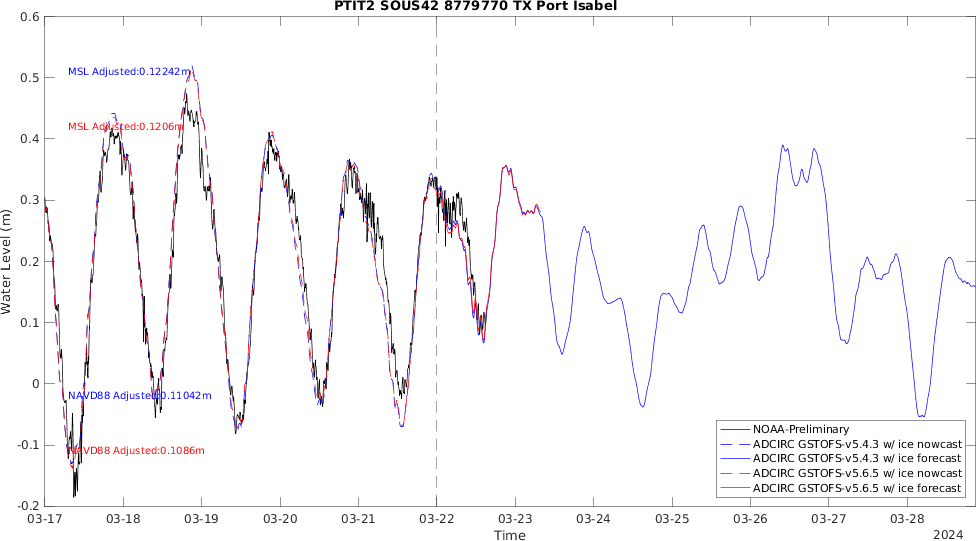 PTIT2 SOUS42 8779770 TX Port Isabel
0.6
0.5
0.4
0.3
0.2
0.1
0
-0.1
-0.2
Water Level (m)
MSL Adjusted:0.12242m
MSL Adjusted:0.1206m
NAVD88 Adjusted:0.11042m
NAVD88 Adjusted:0.1086m
NOAA-Preliminary
ADCIRC GSTOFS-v5.4.3 w/ ice nowcast
ADCIRC GSTOFS-v5.4.3 w/ ice forecast
ADCIRC GSTOFS-v5.6.5 w/ ice nowcast
ADCIRC GSTOFS-v5.6.5 w/ ice forecast
03-17 03-18 03-19 03-20 03-21 03-22 03-23 03-24 03-25 03-26 03-27 03-28
Time
2024